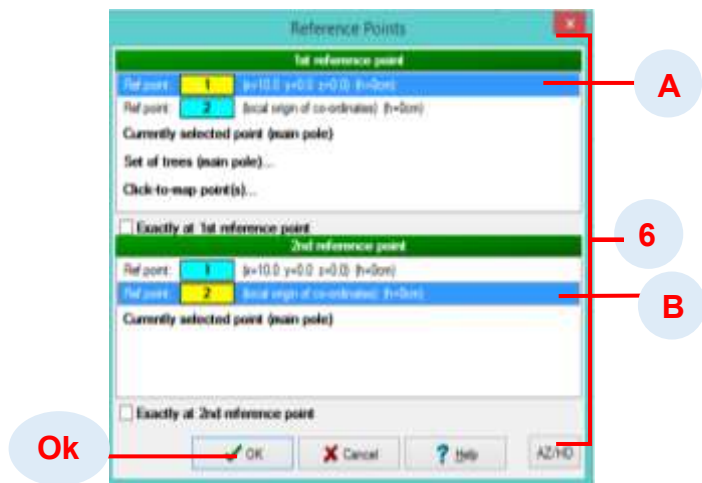 Reference Points
x
1st reference point
Ref point: 1 (x=10.0 y=0.0 z=0.0) (h=0cm)
Ref point: 2 (local origin of co-ordinates) (h=0cm)
Currently selected point (main pole)
Set of trees (main pole)...
Click-to-map point(s)...
Exactly at 1st reference point
2nd reference point
Ref point: 1 (x=10.0 y=0.0 z=0.0) (h=0cm)
Ref point: 2 (local origin of co-ordinates) (h=0cm)
Currently selected point (main pole)
Exactly at 2nd reference point
OK Cancel ? Help AZ/HD
A
6
B
Ok